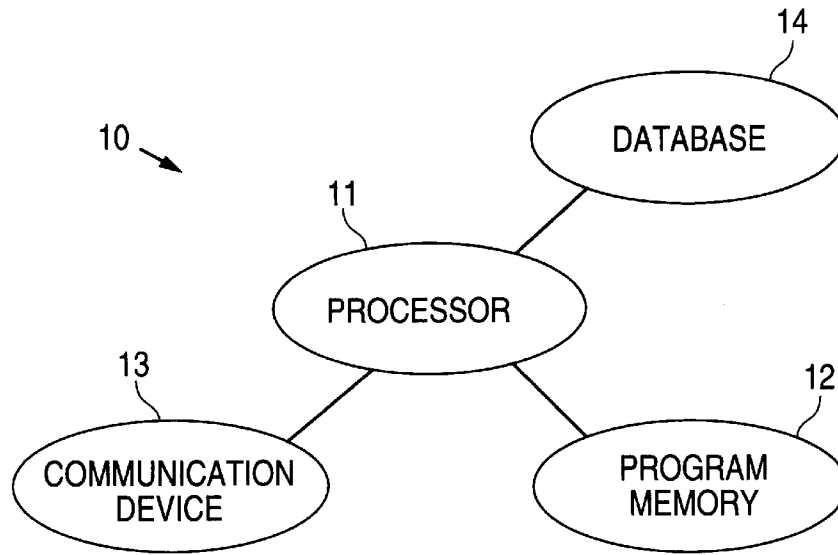 14
DATABASE
10
11
PROCESSOR
13
COMMUNICATION
DEVICE
12
PROGRAM
MEMORY